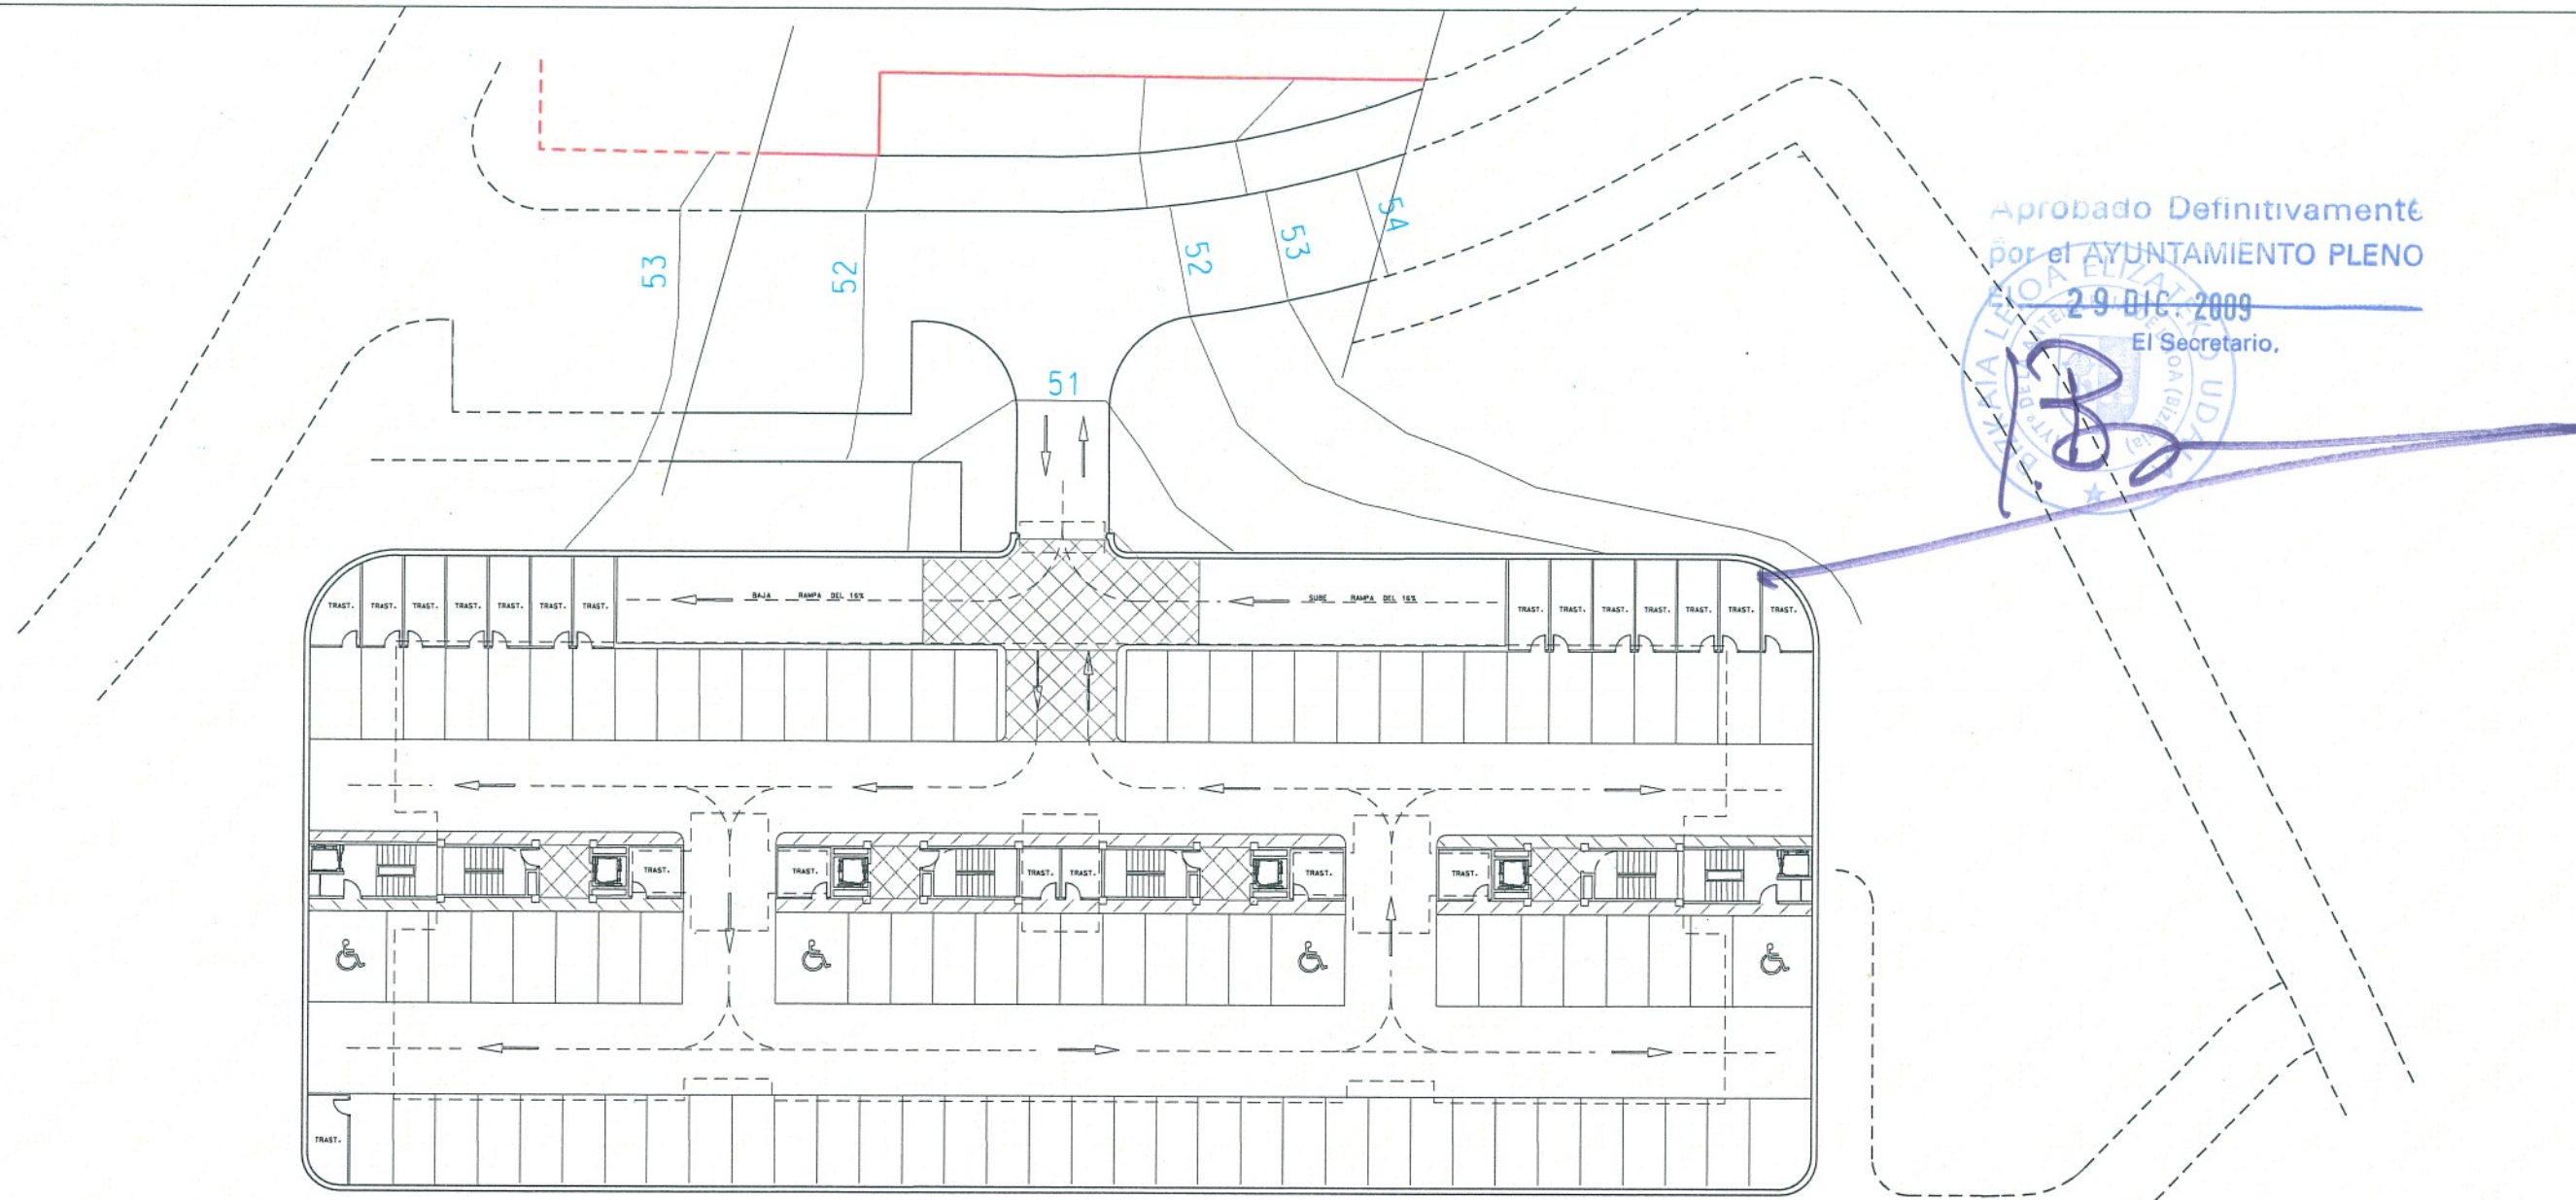 Aprobado Definitivamente
por el AYUNTAMIENTO PLENO
El 29 DIC. 2009
El Secretario,
54
53
52
53
52
51
BAJA RAMPA DEL 16%
SUBE RAMPA DEL 16%
TRAST. TRAST. TRAST. TRAST. TRAST. TRAST. TRAST.
TRAST. TRAST. TRAST. TRAST. TRAST. TRAST. TRAST.
TRAST. TRAST. TRAST. TRAST. TRAST. TRAST.
TRAST.